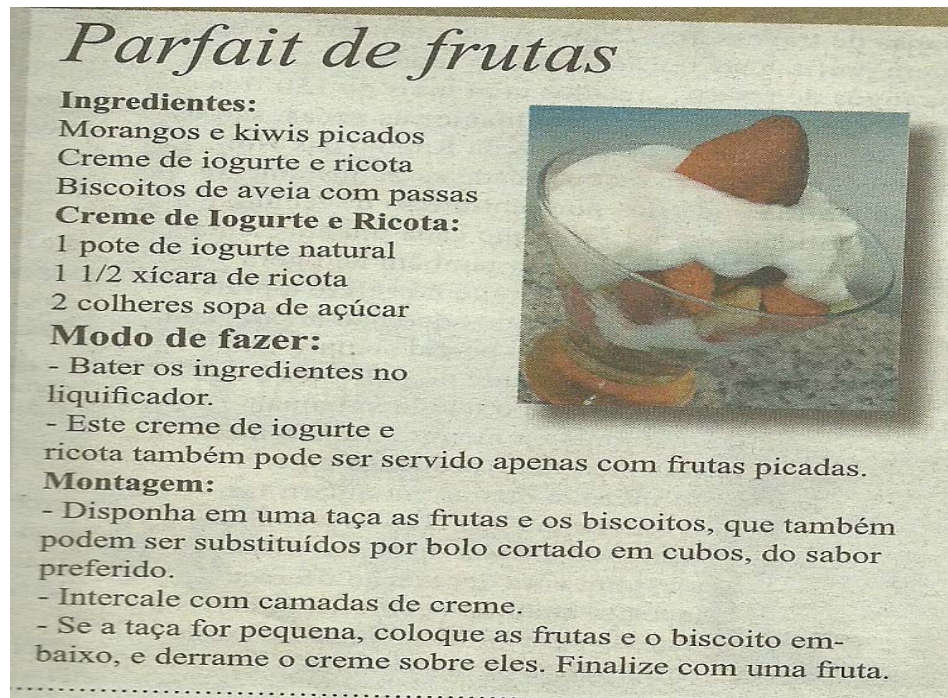 Parfait de frutas
Ingredientes:
Morangos e kiwis picados
Creme de iogurte e ricota
Biscoitos de aveia com passas
Creme de Iogurte e Ricota:
1 pote de iogurte natural
1 1/2 xícara de ricota
2 colheres sopa de açúcar
Modo de fazer:
- Bater os ingredientes no
liquificador.
- Este creme de iogurte e
ricota também pode ser servido apenas com frutas picadas.
Montagem:
- Disponha em uma taça as frutas e os biscoitos, que também
podem ser substituídos por bolo cortado em cubos, do sabor
preferido.
- Intercale com camadas de creme.
- Se a taça for pequena, coloque as frutas e o biscoito em-
baixo, e derrame o creme sobre eles. Finalize com uma fruta.